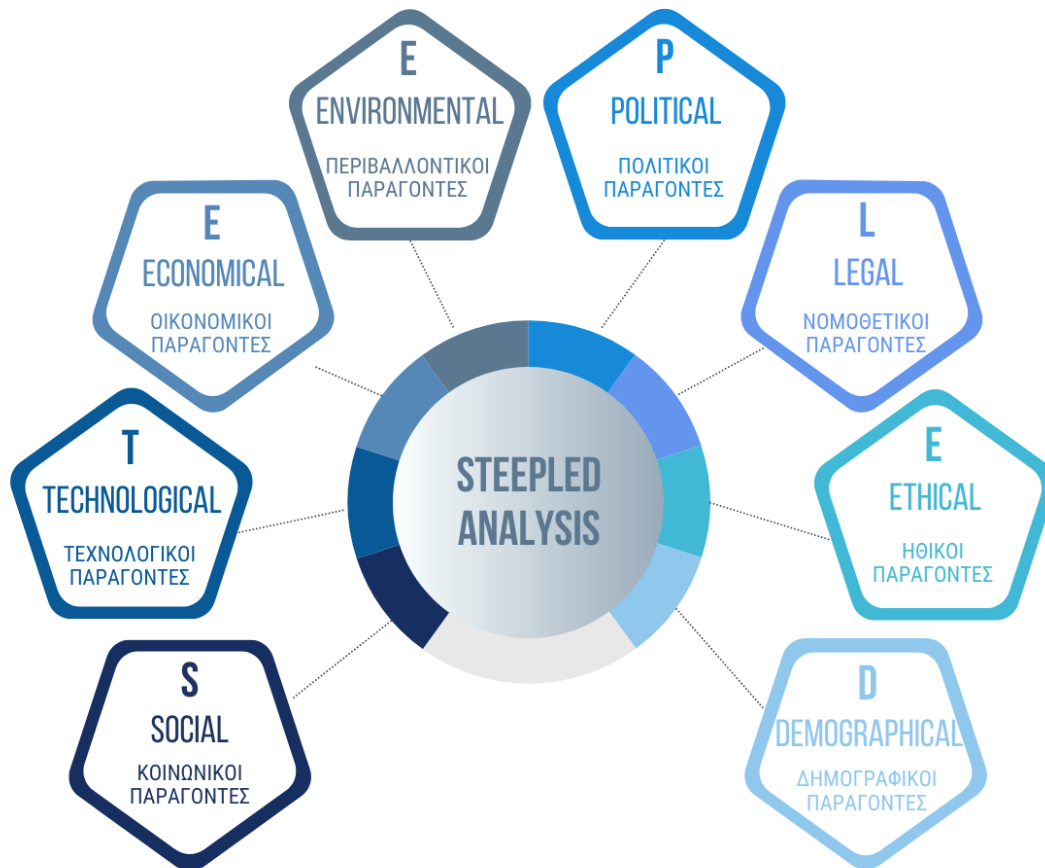 E
ENVIRONMENTAL
ΠΕΡΙΒΑΛΛΟΝΤΙΚΟΙ
ΠΑΡΑΓΟΝΤΕΣ
P
POLITICAL
ΠΟΛΙΤΙΚΟΙ
ΠΑΡΑΓΟΝΤΕΣ
E
ECONOMICAL
ΟΙΚΟΝΟΜΙΚΟΙ
ΠΑΡΑΓΟΝΤΕΣ
L
LEGAL
ΝΟΜΟΘΕΤΙΚΟΙ
ΠΑΡΑΓΟΝΤΕΣ
T
TECHNOLOGICAL
ΤΕΧΝΟΛΟΓΙΚΟΙ
ΠΑΡΑΓΟΝΤΕΣ
STEEPLED
ANALYSIS
E
ETHICAL
ΗΘΙΚΟΙ
ΠΑΡΑΓΟΝΤΕΣ
S
SOCIAL
ΚΟΙΝΩΝΙΚΟΙ
ΠΑΡΑΓΟΝΤΕΣ
D
DEMOGRAPHICAL
ΔΗΜΟΓΡΑΦΙΚΟΙ
ΠΑΡΑΓΟΝΤΕΣ